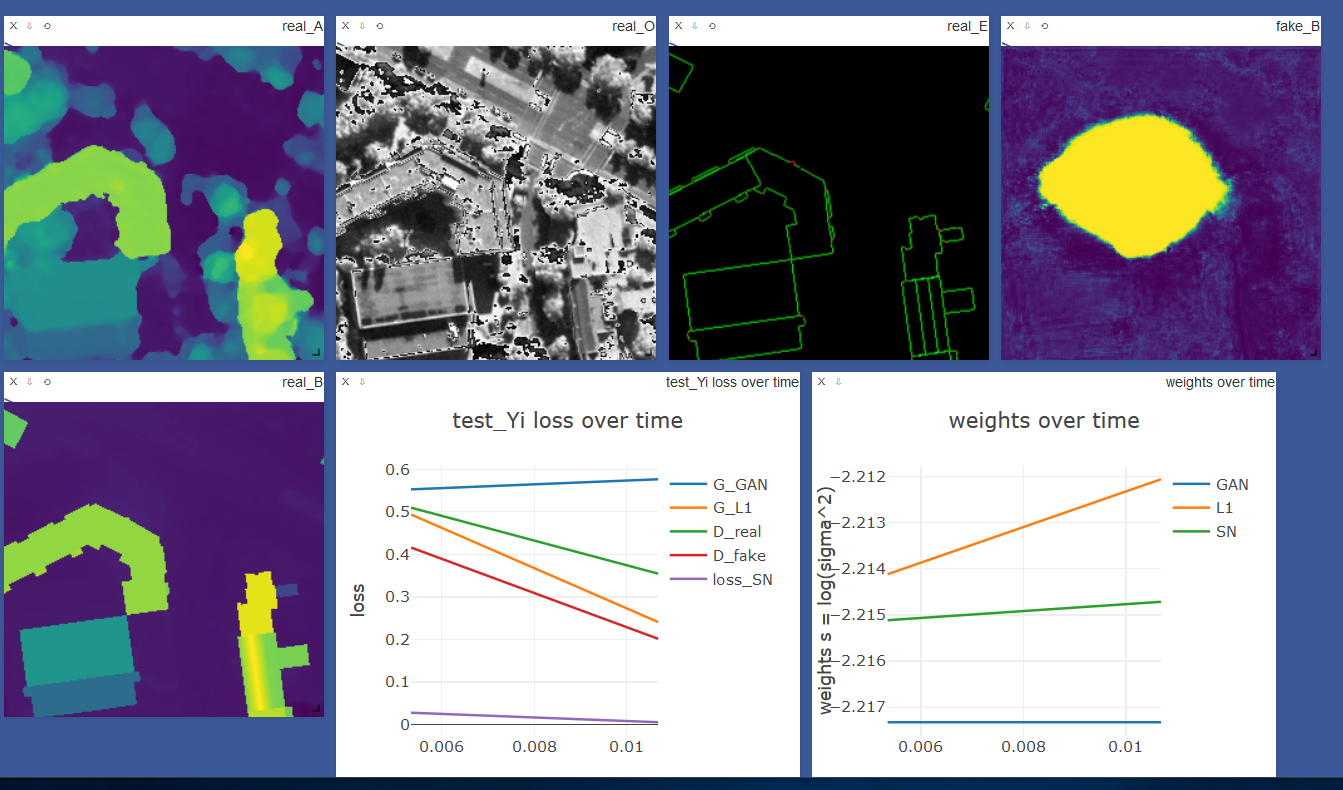 X ⇩ ⟲ real_A
X ⇩ ⟲ real_O
X ⇩ ⟲ real_E
X ⇩ ⟲ fake_B
X ⇩ ⟲ real_B
X ⇩ test_Yi loss over time
test_Yi loss over time
loss
0.6
0.5
0.4
0.3
0.2
0.1
0
0.006 0.008 0.01
G_GAN
G_L1
D_real
D_fake
loss_SN
X ⇩ weights over time
weights over time
weights s = log(sigma^2)
−2.212
−2.213
−2.214
−2.215
−2.216
−2.217
0.006 0.008 0.01
GAN
L1
SN